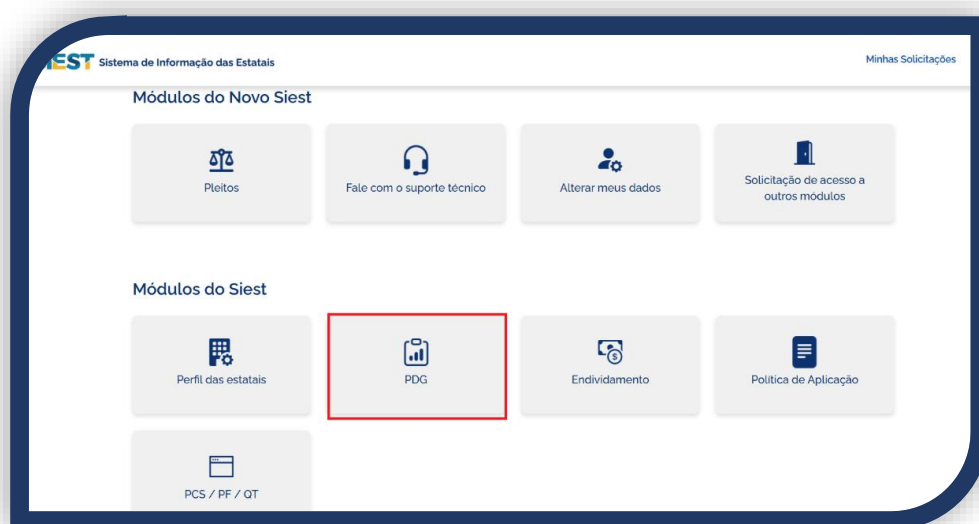 EST Sistema de Informação das Estatais
Minhas Solicitações
Módulos do Novo Siest
Pleitos
Fale com o suporte técnico
Alterar meus dados
Solicitação de acesso a
outros módulos
Módulos do Siest
Perfil das estatais
PDG
Endividamento
Política de Aplicação
PCS / PF / QT